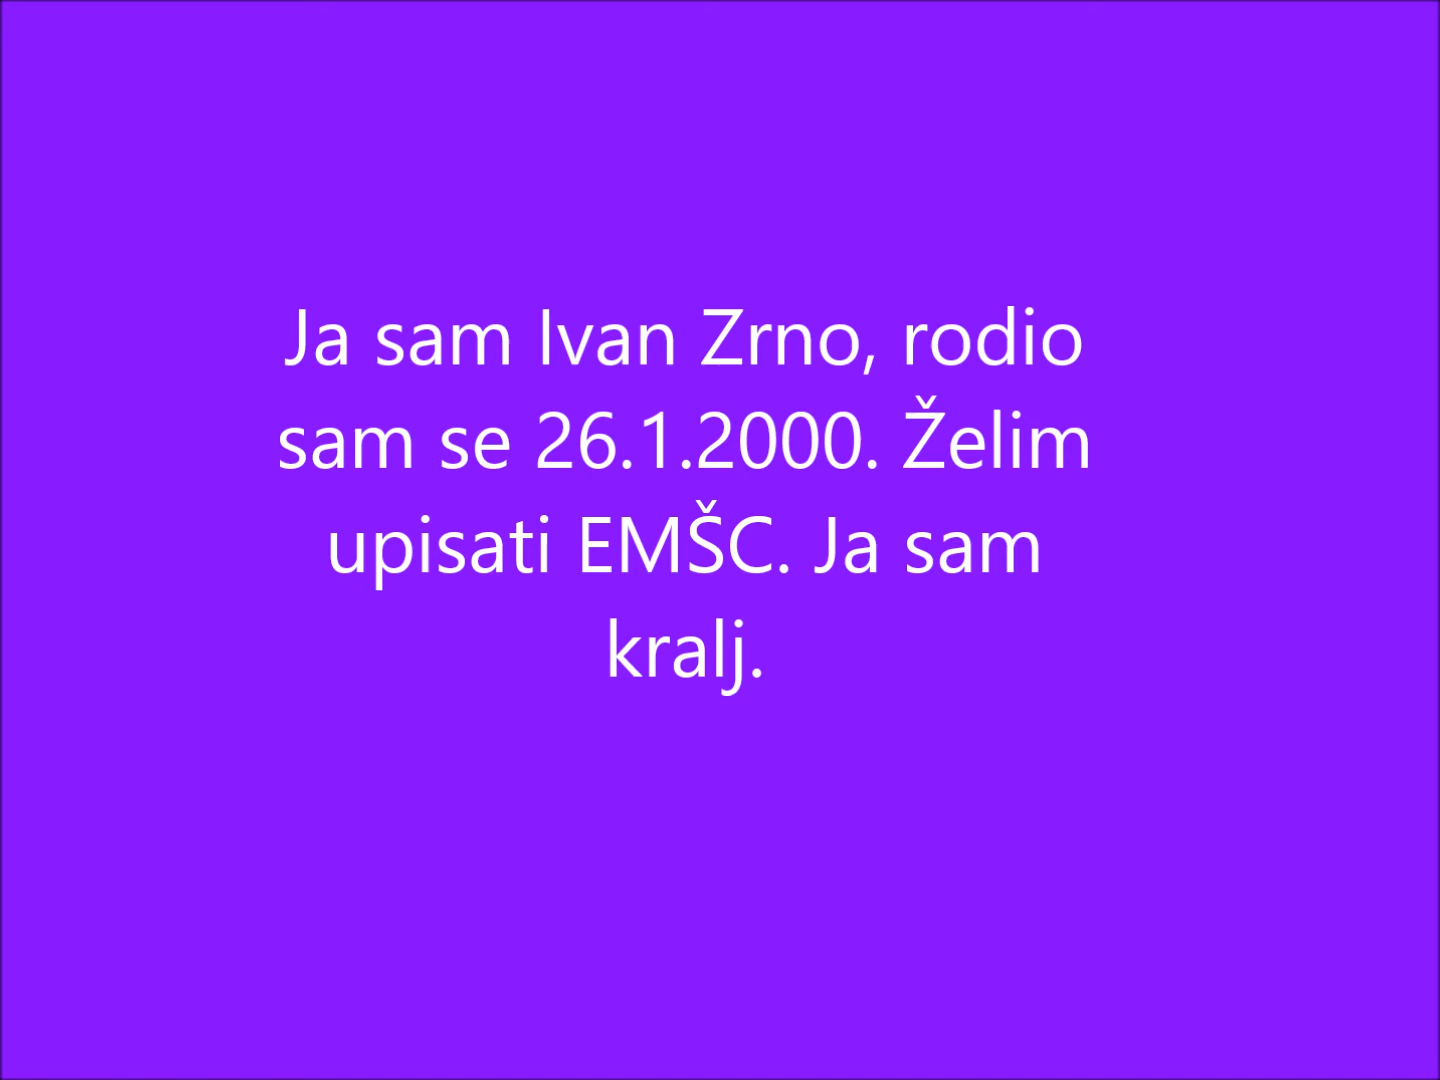 Ja sam Ivan Zrno, rodio
sam se 26.1.2000. Želim
upisati EMŠC. Ja sam
kralj.